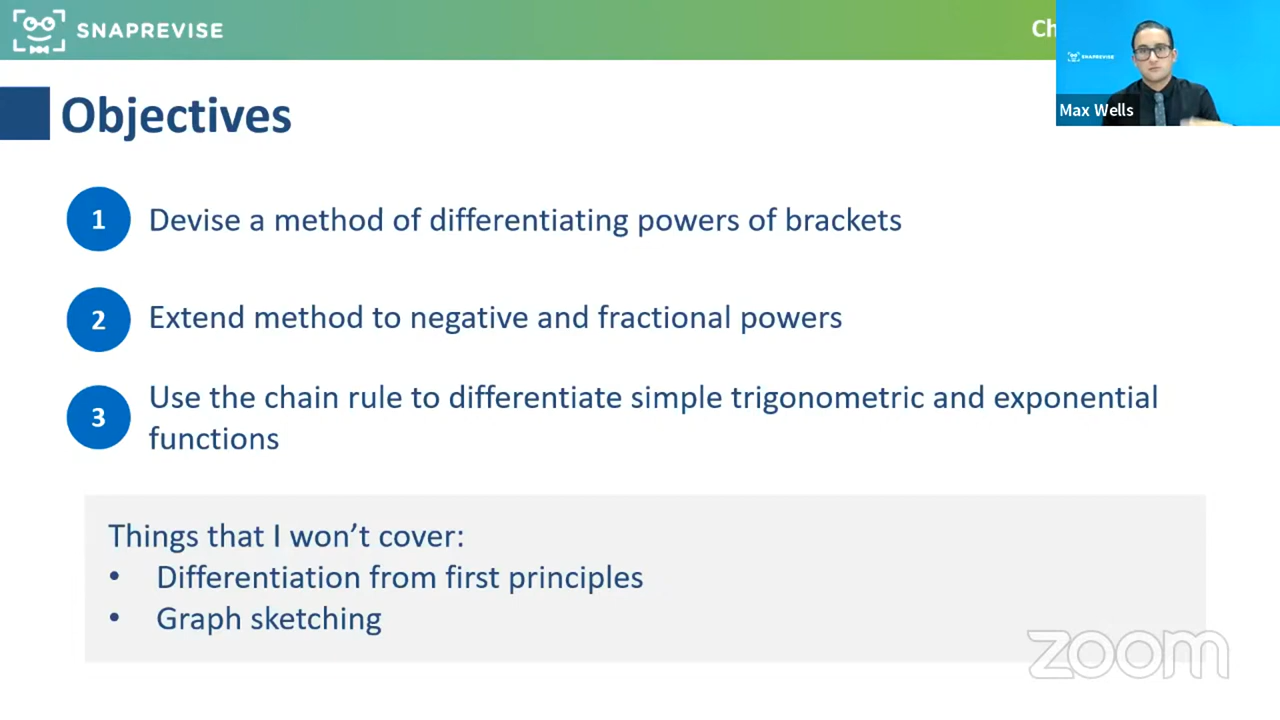 SNAPREVISE
Ch
SNAPREVISE
Max Wells
Objectives
1
Devise a method of differentiating powers of brackets
2
Extend method to negative and fractional powers
3
Use the chain rule to differentiate simple trigonometric and exponential
functions
Things that I won’t cover:
• Differentiation from first principles
• Graph sketching
zoom